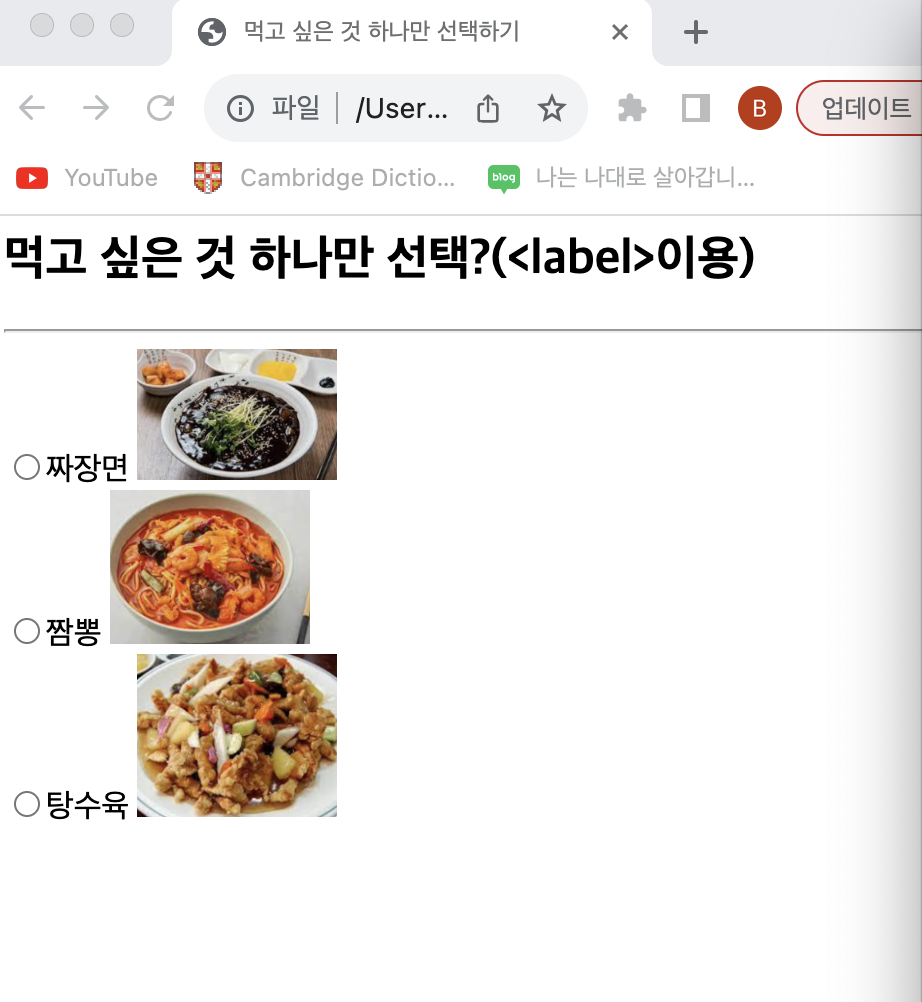 먹고 싶은 것 하나만 선택하기
파일 /User... B 업데이트
YouTube Cambridge Dictio... blog 나는 나대로 살아갑니...
먹고 싶은 것 하나만 선택?(<label>이용)
짜장면
짬뽕
탕수육